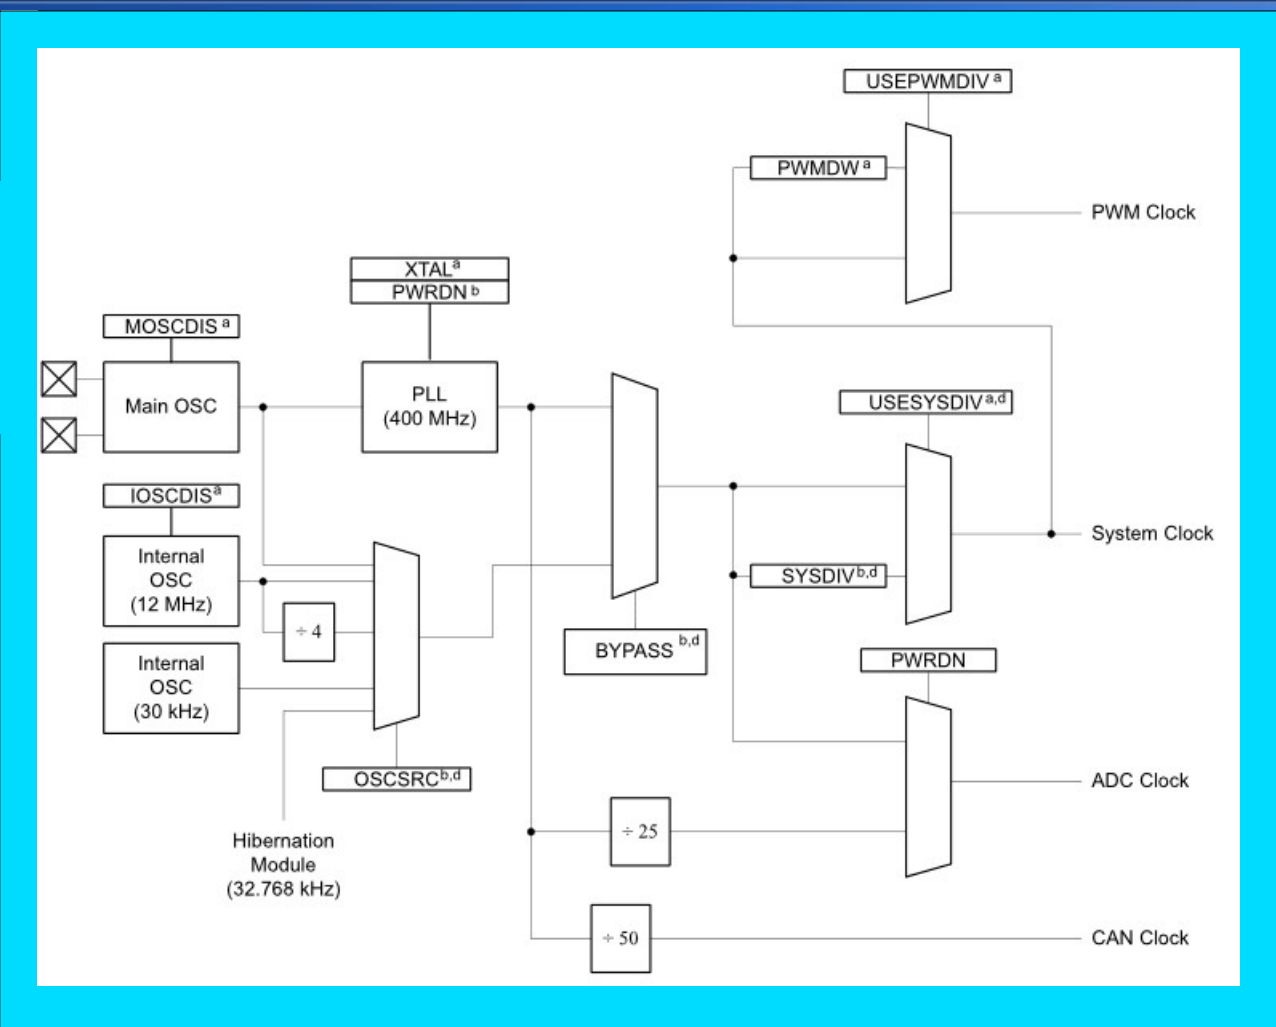 USEPWMDIV a
PWMDW a
PWM Clock
XTAL a
PWRDN b
MOSCDIS a
Main OSC
PLL
(400 MHz)
USESYSDIV a,d
IOSCDIS a
Internal
OSC
(12 MHz)
÷ 4
System Clock
SYSDIV b,d
BYPASS b,d
Internal
OSC
(30 kHz)
PWRDN
OSCSRC b,d
ADC Clock
÷ 25
Hibernation
Module
(32.768 kHz)
÷ 50
CAN Clock